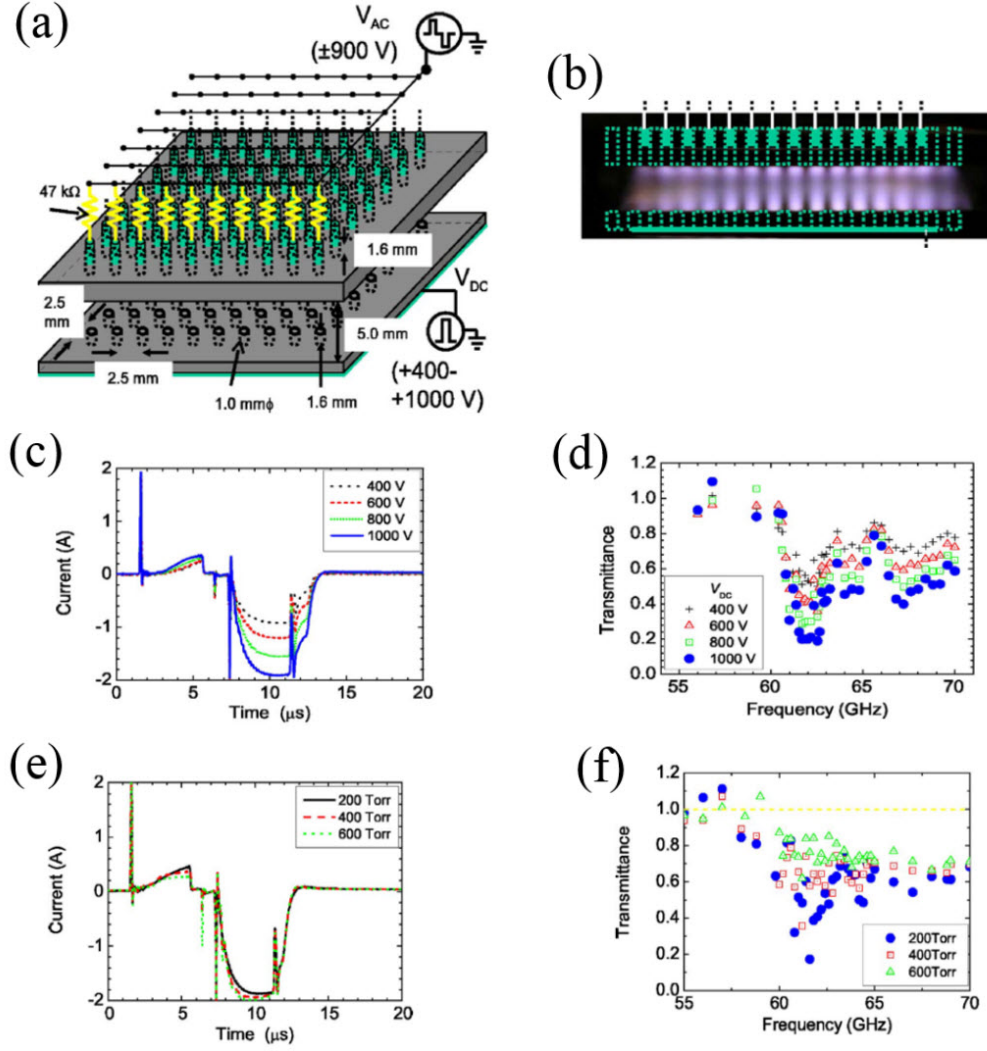 (a)
V_AC
(±900 V)
47 kΩ
1.6 mm
V_DC
2.5
mm
5.0 mm
2.5 mm
1.0 mmϕ
1.6 mm
(+400-
+1000 V)
(b)
(c)
Current (A)
2
1
0
-1
-2
400 V
600 V
800 V
1000 V
0 5 10 15 20
Time (μs)
(d)
Transmittance
1.2
1.0
0.8
0.6
0.4
0.2
0.0
V_DC
400 V
600 V
800 V
1000 V
55 60 65 70
Frequency (GHz)
(e)
Current (A)
2
1
0
-1
-2
200 Torr
400 Torr
600 Torr
0 5 10 15 20
Time (μs)
(f)
Transmittance
1.2
1.0
0.8
0.6
0.4
0.2
0.0
200Torr
400Torr
600Torr
55 60 65 70
Frequency (GHz)